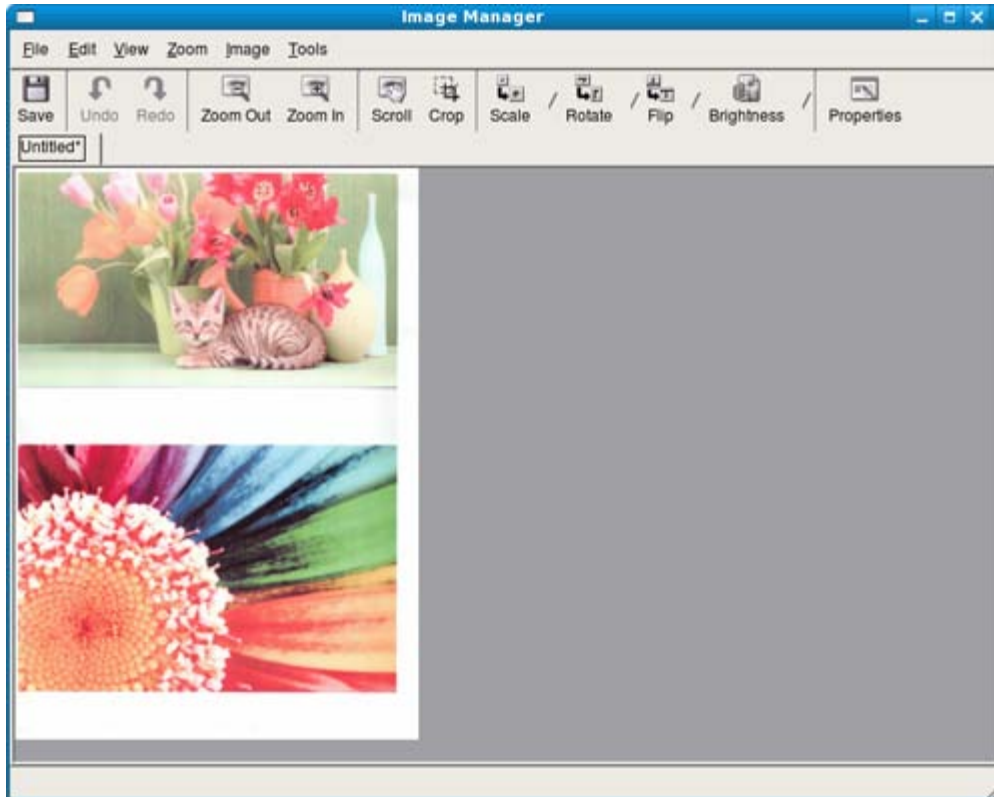 Image Manager
File Edit View Zoom Image Tools
Save Undo Redo Zoom Out Zoom In Scroll Crop Scale Rotate Flip Brightness Properties
Untitled*